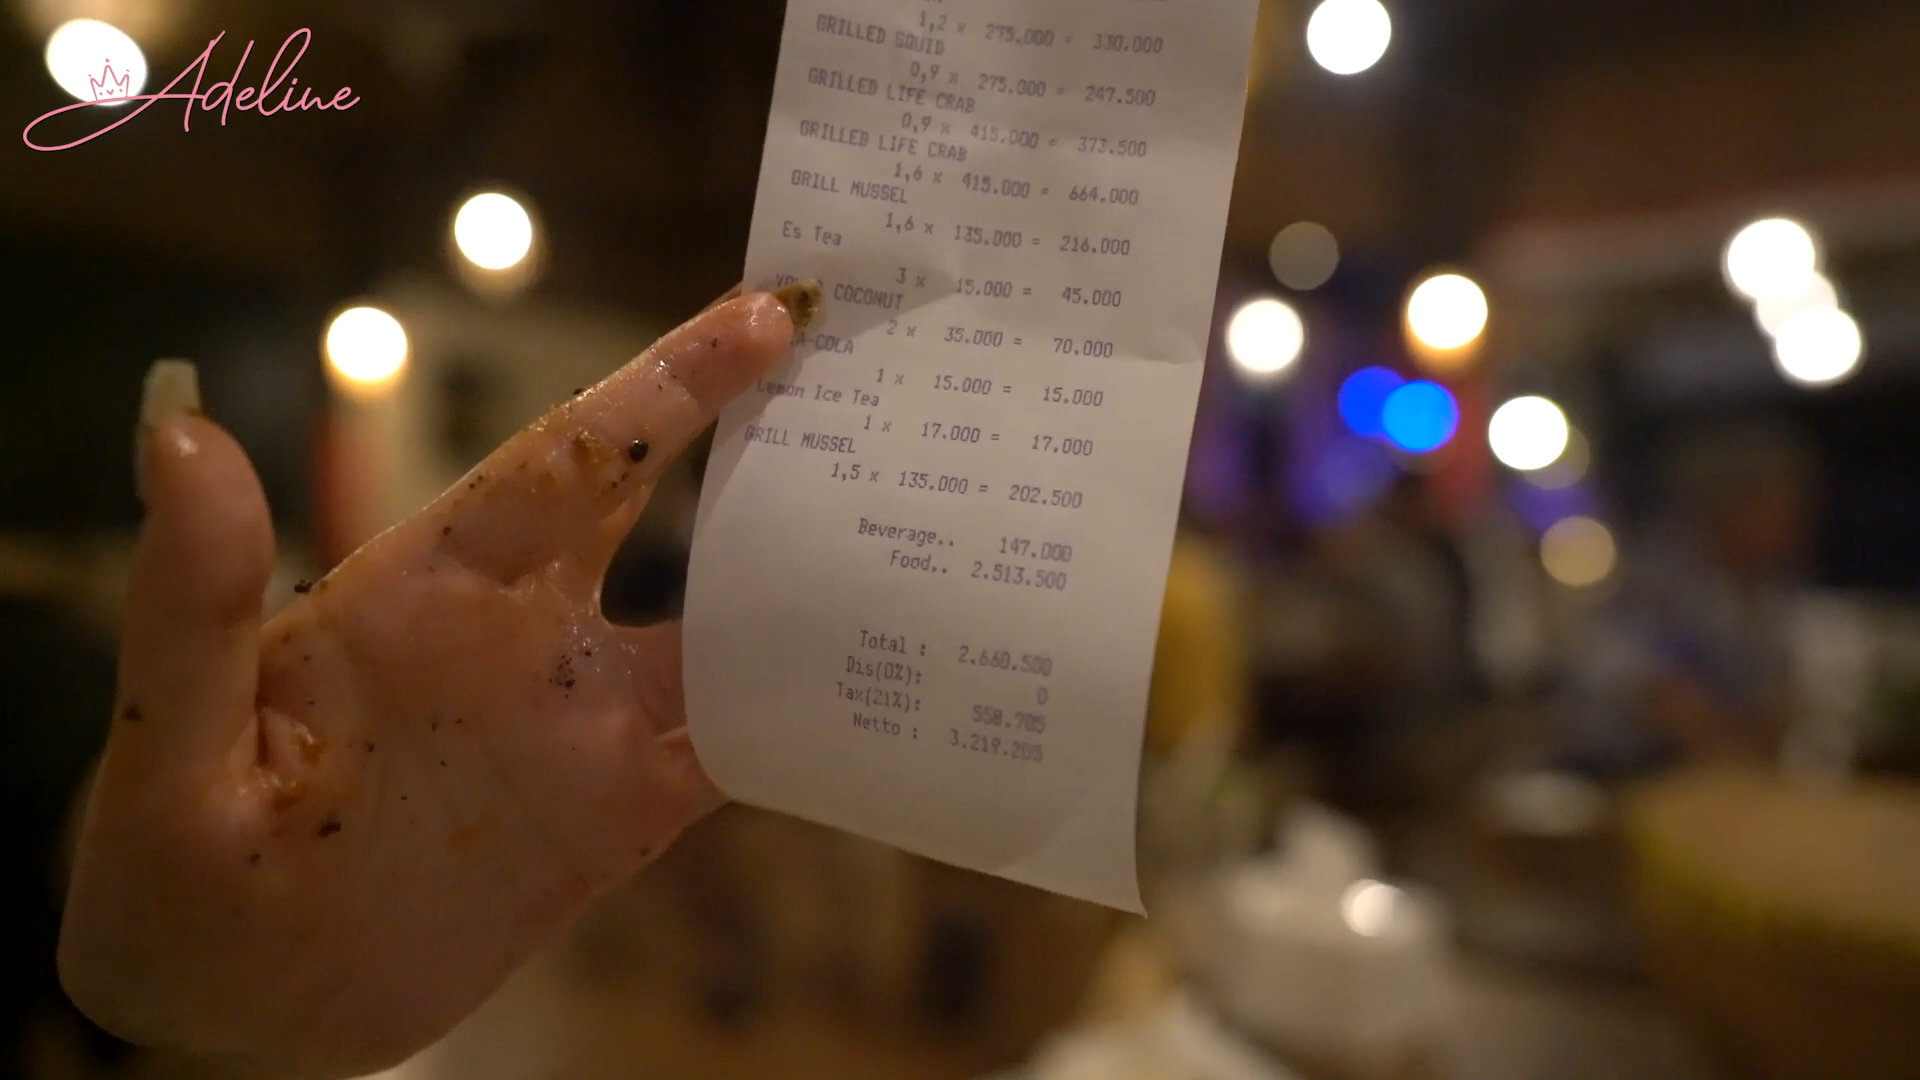 Adeline
1,2 x 275.000 = 330.000
GRILLED SQUID
0,9 x 275.000 = 247.500
GRILLED LIFE CRAB
0,9 x 415.000 = 373.500
GRILLED LIFE CRAB
1,6 x 415.000 = 664.000
GRILL MUSSEL
1,6 x 135.000 = 216.000
Es Tea
3 x 15.000 = 45.000
COCONUT
2 x 35.000 = 70.000
COLA
1 x 15.000 = 15.000
Lemon Ice Tea
1 x 17.000 = 17.000
GRILL MUSSEL
1,5 x 135.000 = 202.500
Beverage.. 147.000
Food.. 2.513.500
Total : 2.660.500
Dis(0%): 0
Tax(21%): 558.705
Netto : 3.219.205